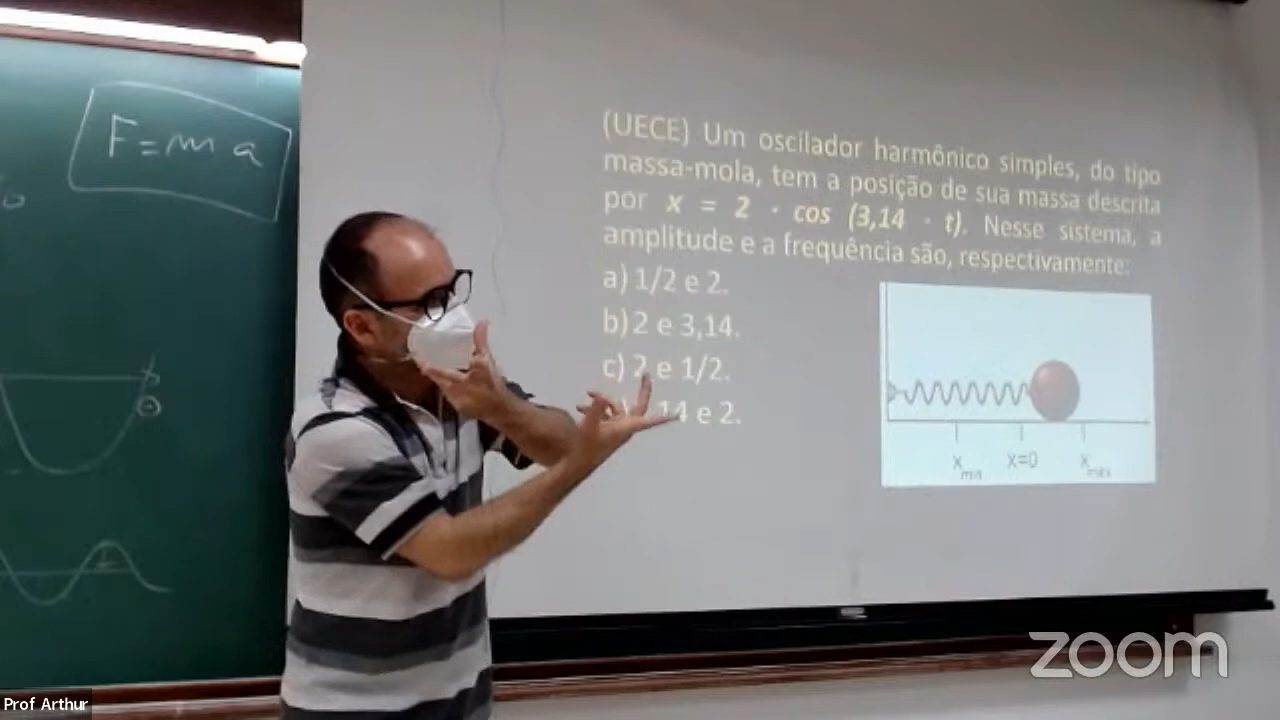 F = m a
(UECE) Um oscilador harmônico simples, do tipo
massa-mola, tem a posição de sua massa descrita
por x = 2 · cos (3,14 · t). Nesse sistema, a
amplitude e a frequência são, respectivamente:
a) 1/2 e 2.
b) 2 e 3,14.
c) 2 e 1/2.
14 e 2.
x min x=0 x máx
zoom
Prof Arthur